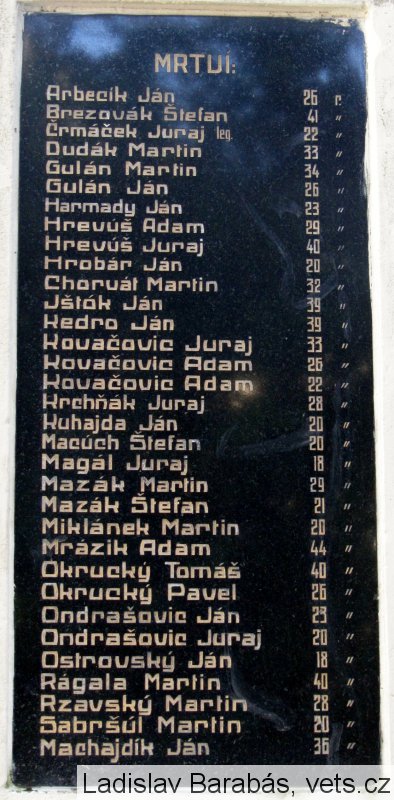 MRTVÍ:
Arbecík Ján 26 r.
Brezovák Štefan 41 "
Črmáček Juraj leg. 22 "
Dudák Martin 33 "
Gulán Martin 34 "
Gulán Ján 26 "
Harmady Ján 23 "
Hrevúš Adam 29 "
Hrevúš Juraj 40 "
Hrobár Ján 20 "
Chorvát Martin 32 "
Jštók Ján 39 "
Kedro Ján 39 "
Kovačovic Juraj 33 "
Kovačovic Adam 26 "
Kovačovic Adam 22 "
Krchňák Juraj 28 "
Kuhajda Ján 20 "
Macúch Štefan 20 "
Magál Juraj 18 "
Mazák Martin 29 "
Mazák Štefan 21 "
Miklánek Martin 20 "
Mrázik Adam 44 "
Okrucký Tomáš 40 "
Okrucký Pavel 26 "
Ondrašovic Ján 23 "
Ondrašovic Juraj 20 "
Ostrovský Ján 18 "
Rágala Martin 40 "
Rzavský Martin 28 "
Sabršúl Martin 20 "
Machajdík Ján 36 "
Ladislav Barabás, vets.cz